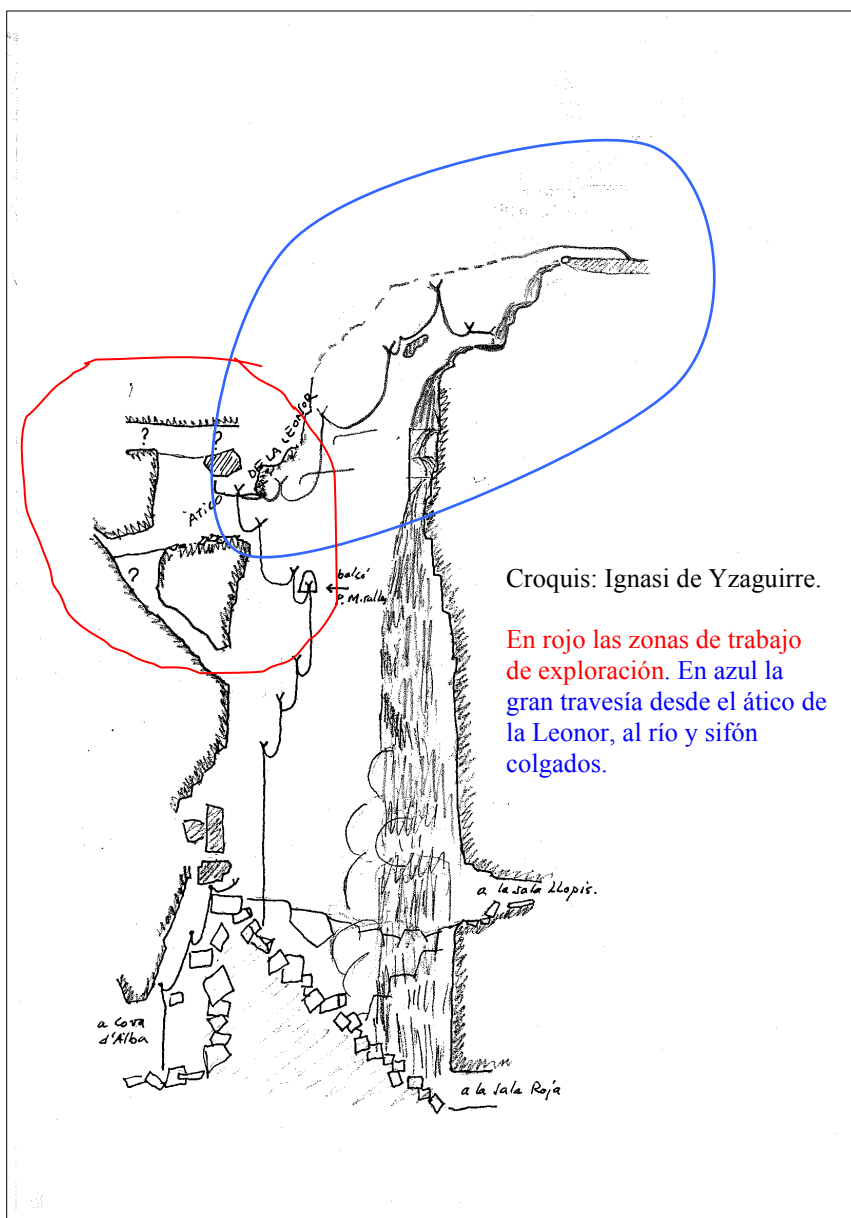 ?
?
ÀTICO DE LA LEONOR
?
balcó
P. M. Salles
Croquis: Ignasi de Yzaguirre.
En rojo las zonas de trabajo
de exploración. En azul la
gran travesía desde el ático de
la Leonor, al río y sifón
colgados.
a la sala Llopis.
a Cova
d'Alba
a la sala Roja